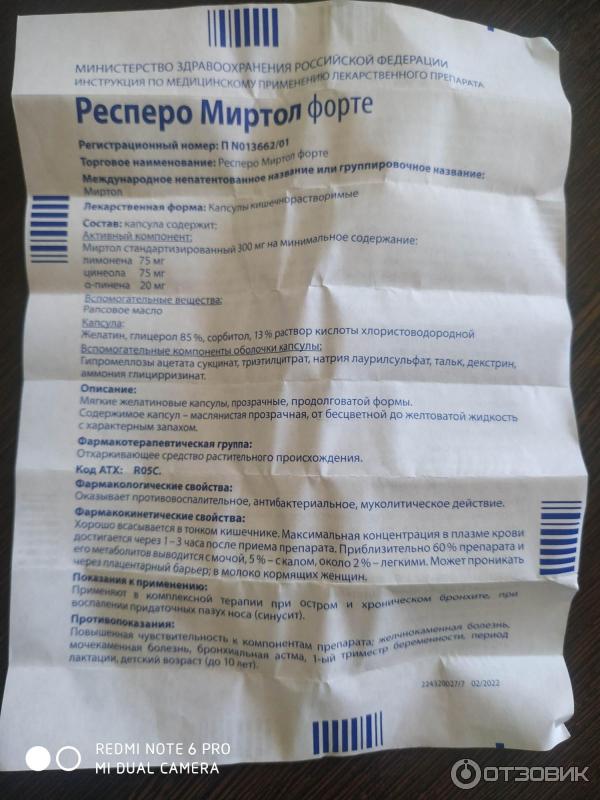 МИНИСТЕРСТВО ЗДРАВООХРАНЕНИЯ РОССИЙСКОЙ ФЕДЕРАЦИИ
ИНСТРУКЦИЯ ПО МЕДИЦИНСКОМУ ПРИМЕНЕНИЮ ЛЕКАРСТВЕННОГО ПРЕПАРАТА
Респеро Миртол форте
Регистрационный номер: П N013662/01
Торговое наименование: Респеро Миртол форте
Международное непатентованное название или группировочное название:
Миртол
Лекарственная форма: Капсулы кишечнорастворимые
Состав: капсула содержит:
Активный компонент:
Миртол стандартизированный 300 мг на минимальное содержание:
лимонена 75 мг
цинеола 75 мг
α-пинена 20 мг
Вспомогательные вещества:
Рапсовое масло
Капсула:
Желатин, глицерол 85 %, сорбитол, 13 % раствор кислоты хлористоводородной
Вспомогательные компоненты оболочки капсулы:
Гипромеллозы ацетата сукцинат, триэтилцитрат, натрия лаурилсульфат, тальк, декстрин,
аммония глицирризинат.
Описание:
Мягкие желатиновые капсулы, прозрачные, продолговатой формы.
Содержимое капсул – маслянистая прозрачная, от бесцветной до желтоватой жидкость
с характерным запахом.
Фармакотерапевтическая группа:
Отхаркивающее средство растительного происхождения.
Код АТХ: R05C.
Фармакологические свойства:
Оказывает противовоспалительное, антибактериальное, муколитическое действие.
Фармакокинетические свойства:
Хорошо всасывается в тонком кишечнике. Максимальная концентрация в плазме крови
достигается через 1–3 часа после приема препарата. Приблизительно 60 % препарата и
его метаболитов выводится с мочой, 5 % – с калом, около 2 % – легкими. Может проникать
через плацентарный барьер; в молоко кормящих женщин.
Показания к применению:
Применяют в комплексной терапии при остром и хроническом бронхите, при
воспалении придаточных пазух носа (синусит).
Противопоказания:
Повышенная чувствительность к компонентам препарата; желчнокаменная болезнь,
мочекаменная болезнь, бронхиальная астма, 1-ый триместр беременности, период
лактации, детский возраст (до 10 лет).
224320027/7 02/2022
REDMI NOTE 6 PRO
MI DUAL CAMERA
ОТЗОВИК